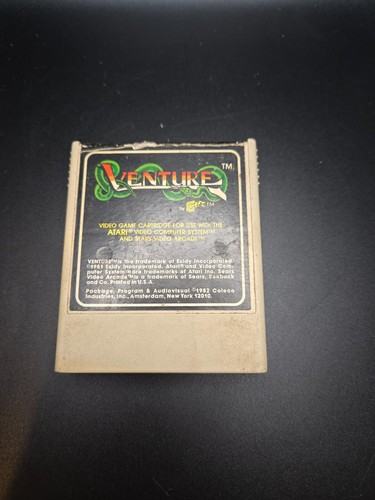 VENTURE™
by Exidy™
VIDEO GAME CARTRIDGE FOR USE WITH THE
ATARI® VIDEO COMPUTER SYSTEM™
AND SEARS VIDEO ARCADE™
VENTURE™ is the trademark of Exidy Incorporated.
©1981 Exidy Incorporated. Atari® and Video Com-
puter System™ are trademarks of Atari Inc. Sears
Video Arcade™ is a trademark of Sears, Roebuck
and Co. Printed in U.S.A.
Package, Program & Audiovisual ©1982 Coleco
Industries, Inc., Amsterdam, New York 12010.